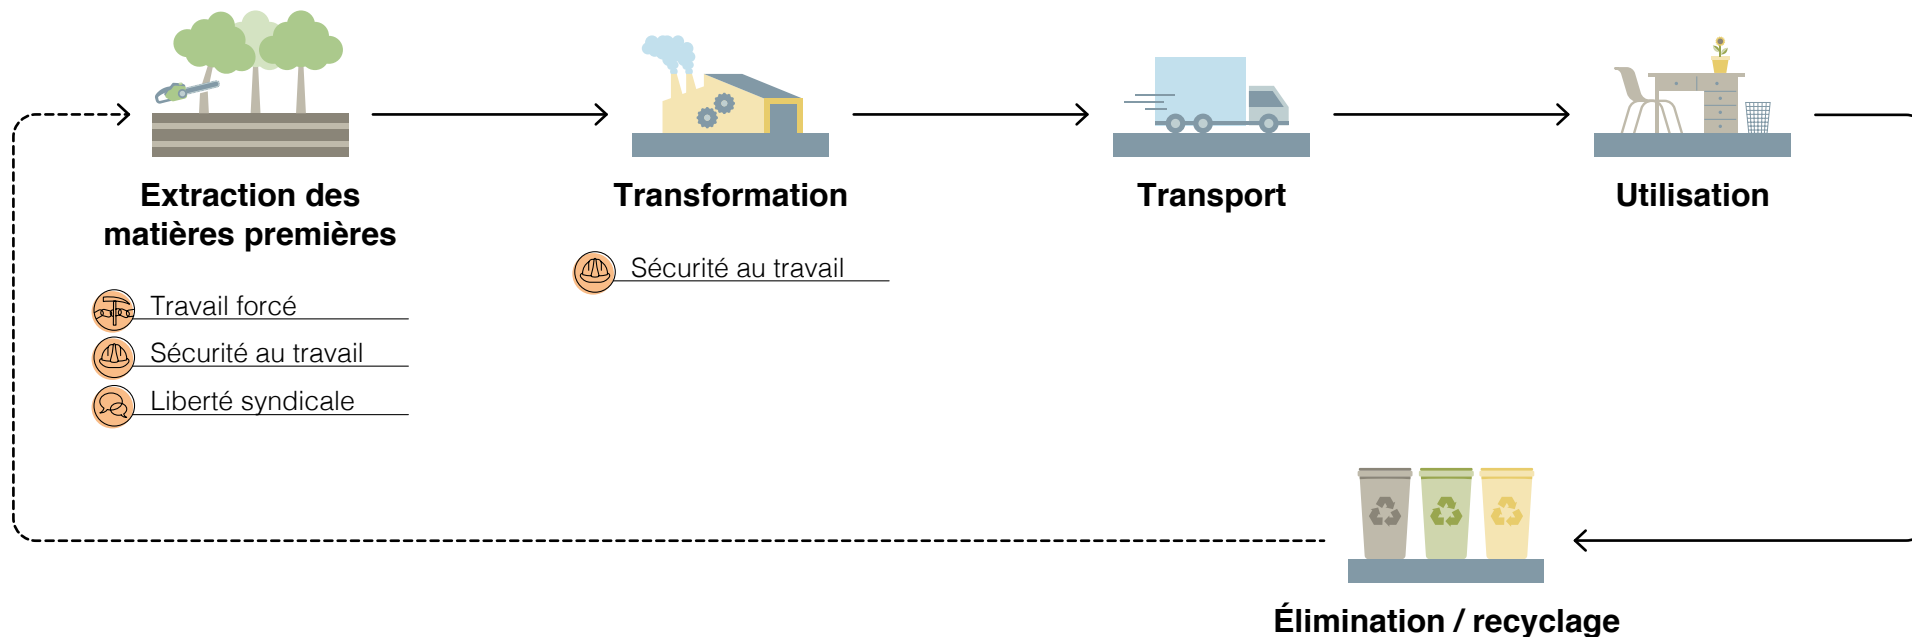 Extraction des
matières premières
Travail forcé
Sécurité au travail
Liberté syndicale
Transformation
Sécurité au travail
Transport
Utilisation
Élimination / recyclage